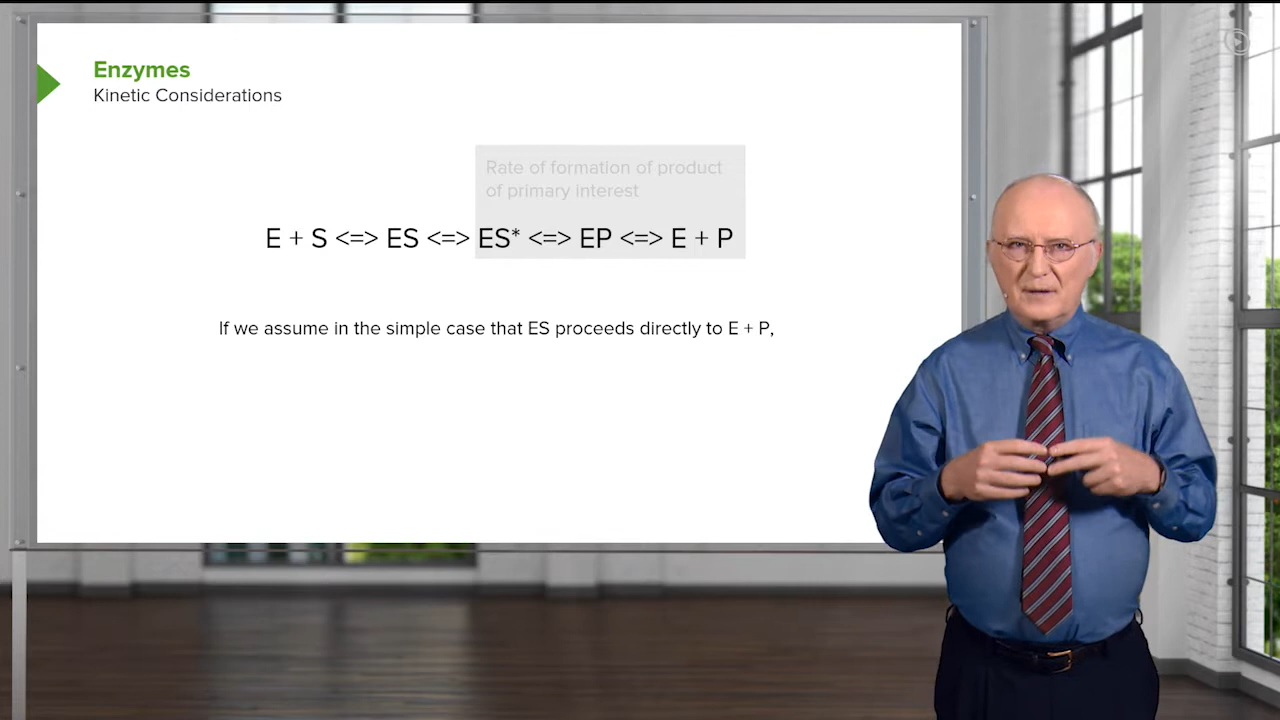 Enzymes
Kinetic Considerations
Rate of formation of product
of primary interest
E + S <=> ES <=> ES* <=> EP <=> E + P
If we assume in the simple case that ES proceeds directly to E + P,